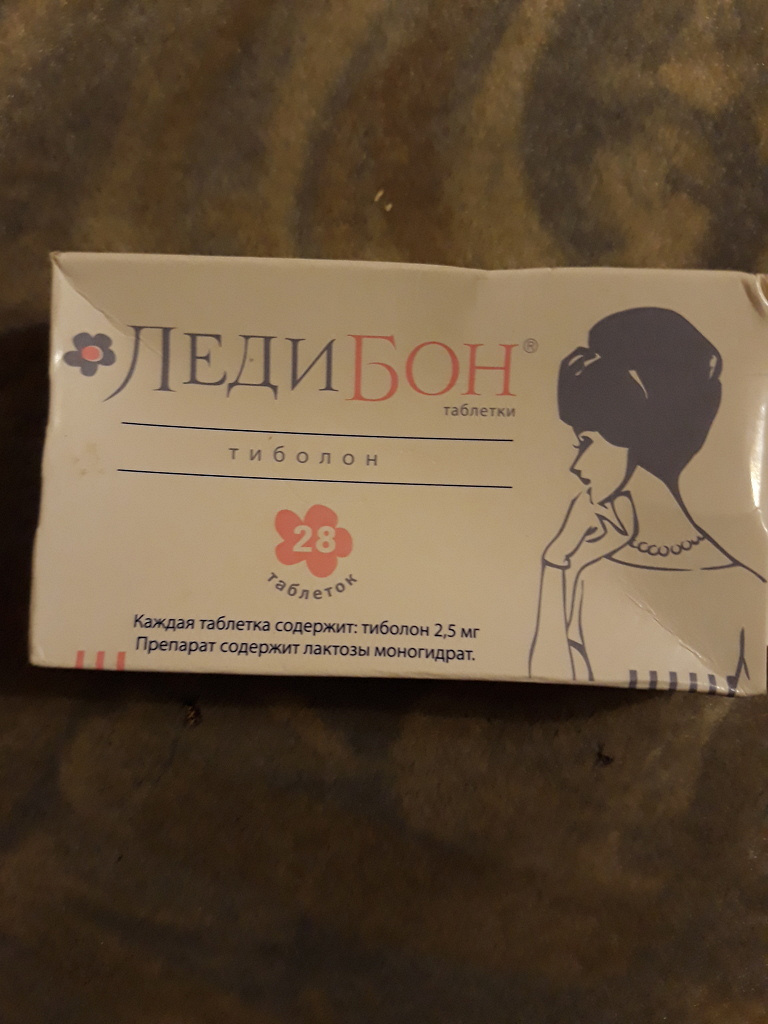 ЛЕДИБОН®
таблетки
тиболон
28
таблеток
Каждая таблетка содержит: тиболон 2,5 мг
Препарат содержит лактозы моногидрат.